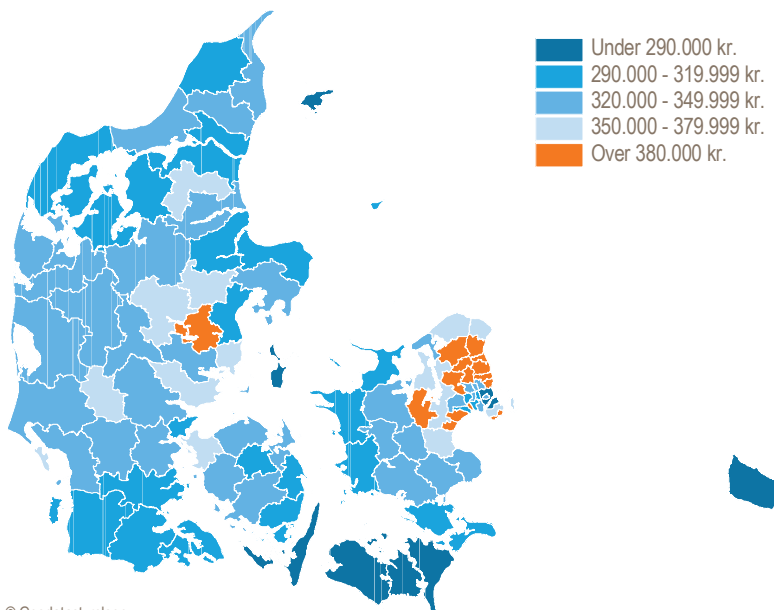 Under 290.000 kr.
290.000 - 319.999 kr.
320.000 - 349.999 kr.
350.000 - 379.999 kr.
Over 380.000 kr.